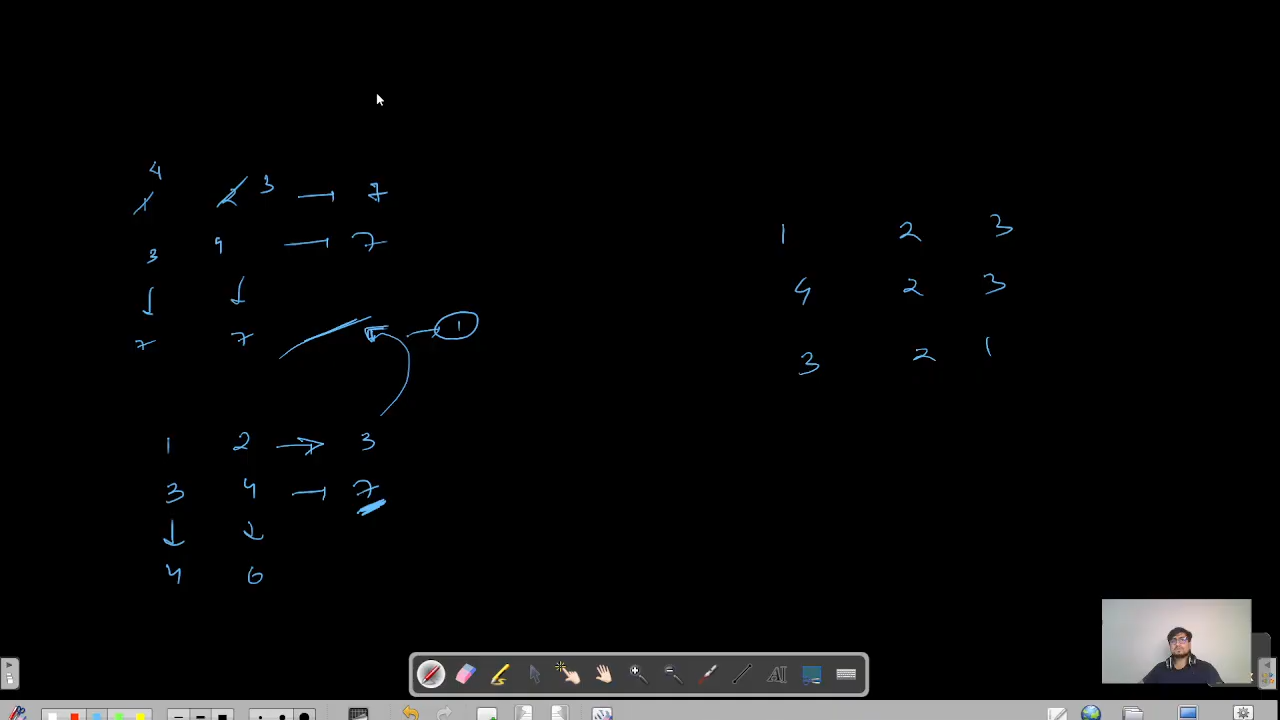 4
1 2 3 → 7
3 4 → 7
↓ ↓
7 7
1
1 2 → 3
3 4 → 7
↓ ↓
4 6
1 2 3
4 2 3
3 2 1
AI